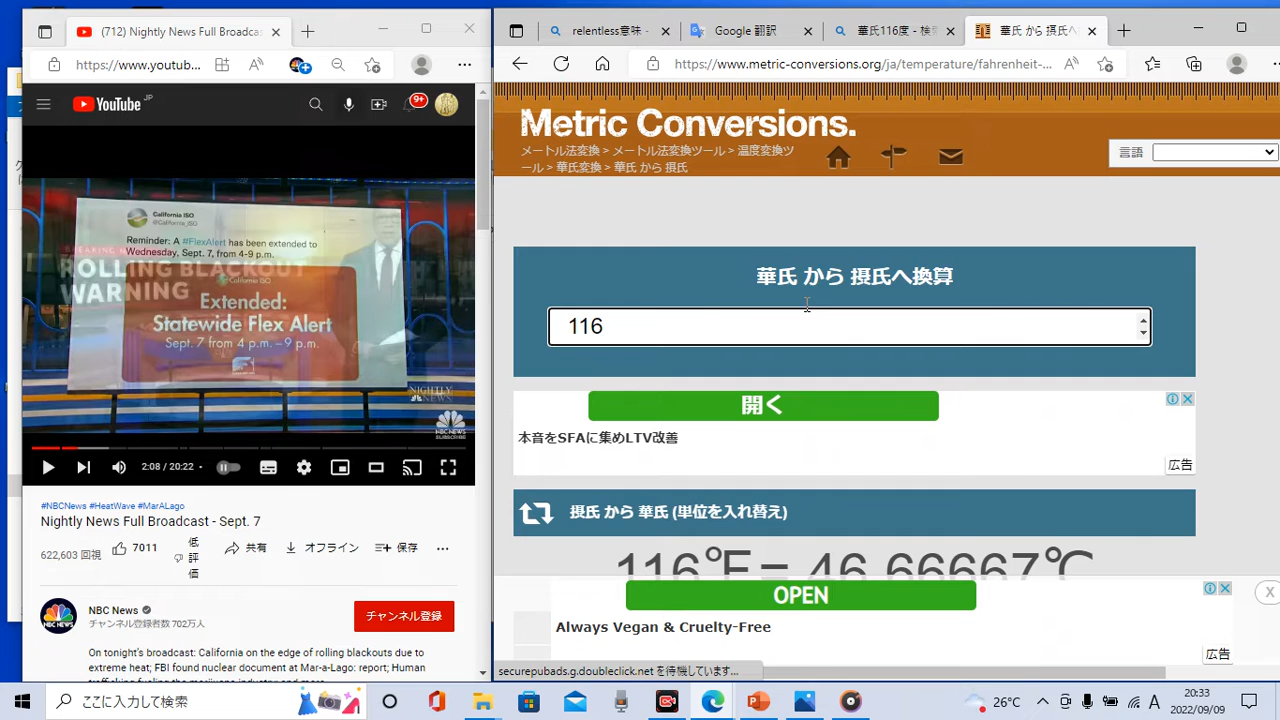 (712) Nightly News Full Broadca
https://www.youtub...
YouTube JP
9+
California ISO
@California_ISO
Reminder: A #FlexAlert has been extended to
Wednesday, Sept. 7, from 4-9 p.m.
BREAKING NEWS
ROLLING BLACKOUT
WARNING
California ISO
Extended:
Statewide Flex Alert
Sept. 7 from 4 p.m. – 9 p.m.
NIGHTLY
NEWS
NBC
NEWS
SUBSCRIBE
2:08 / 20:22
#NBCNews #HeatWave #MarALago
Nightly News Full Broadcast - Sept. 7
622,603 回視
7011
低評価
共有
オフライン
保存
NBC News
チャンネル登録者数 702万人
チャンネル登録
On tonight's broadcast: California on the edge of rolling blackouts due to
extreme heat; FBI found nuclear document at Mar-a-Lago: report; Human
relentless意味 -
Google 翻訳
華氏116度 - 検
華氏 から 摂氏へ
https://www.metric-conversions.org/ja/temperature/fahrenheit-...
Metric Conversions.
メートル法変換 > メートル法変換ツール > 温度変換ツ
ール > 華氏変換 > 華氏 から 摂氏
言語
華氏 から 摂氏へ換算
116
開く
本音をSFAに集めLTV改善
広告
摂氏 から 華氏 (単位を入れ替え)
116°F= 46.66667°C
OPEN
X
Always Vegan & Cruelty-Free
広告
securepubads.g.doubleclick.net を待機しています...
ここに入力して検索
26°C
A
20:33
2022/09/09